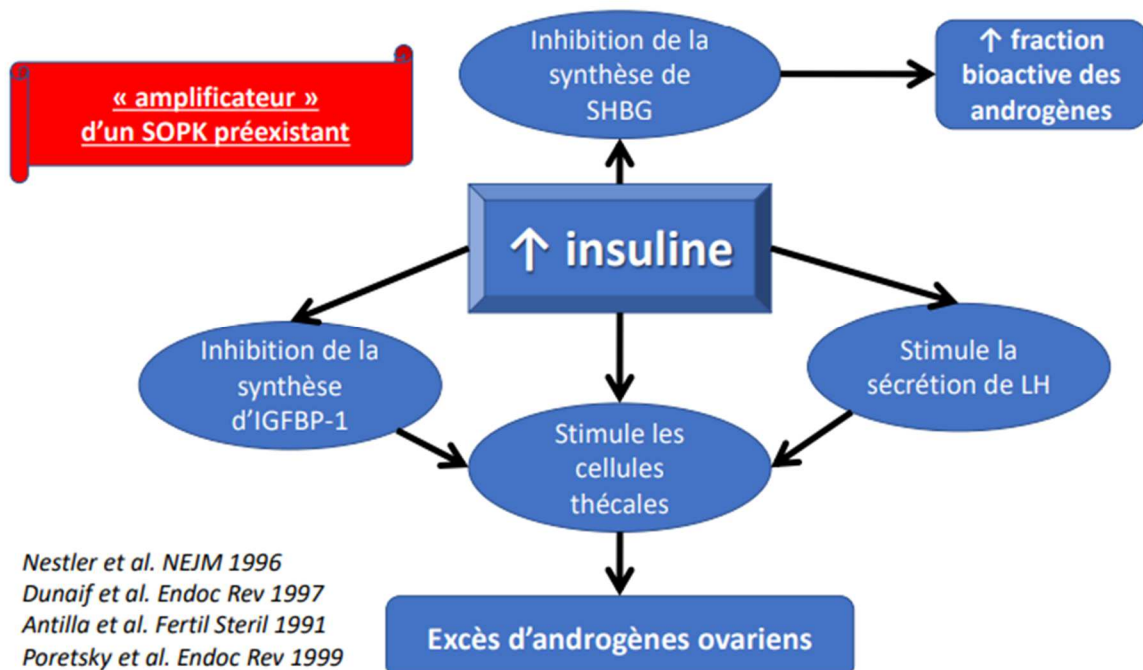 Inhibition de la
synthèse de
SHBG
↑ fraction
bioactive des
androgènes
« amplificateur »
d’un SOPK préexistant
↑ insuline
Inhibition de la
synthèse
d’IGFBP-1
Stimule les
cellules
thécales
Stimule la
sécrétion de LH
Nestler et al. NEJM 1996
Dunaif et al. Endoc Rev 1997
Antilla et al. Fertil Steril 1991
Poretsky et al. Endoc Rev 1999
Excès d’androgènes ovariens